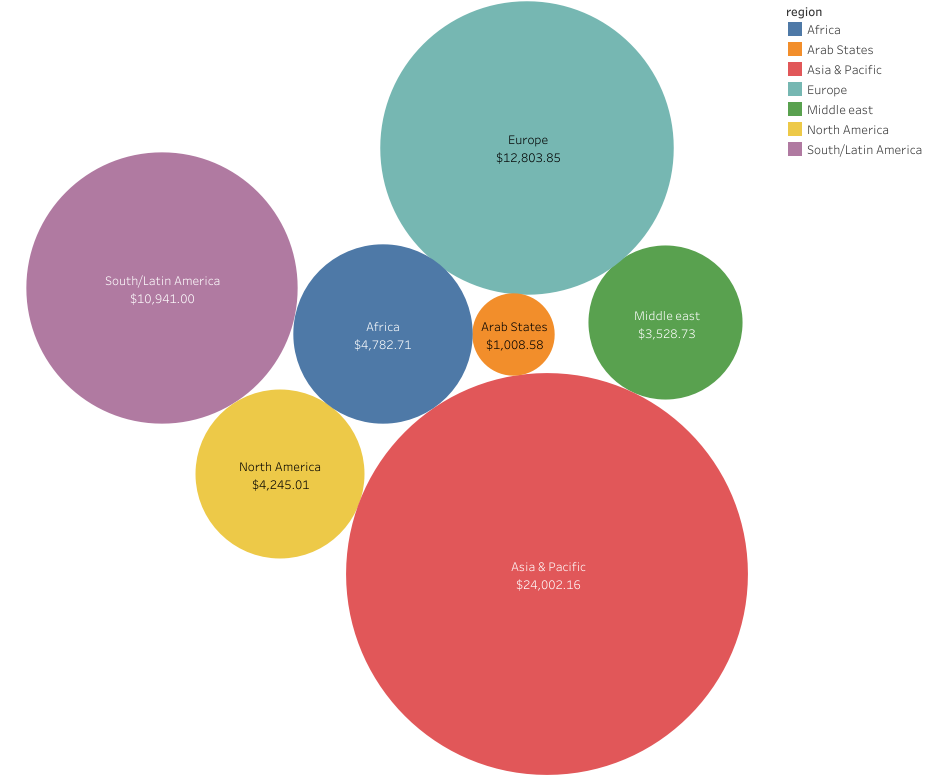 region
Africa
Arab States
Asia & Pacific
Europe
Middle east
North America
South/Latin America
Europe
$12,803.85
South/Latin America
$10,941.00
Africa
$4,782.71
Arab States
$1,008.58
Middle east
$3,528.73
North America
$4,245.01
Asia & Pacific
$24,002.16